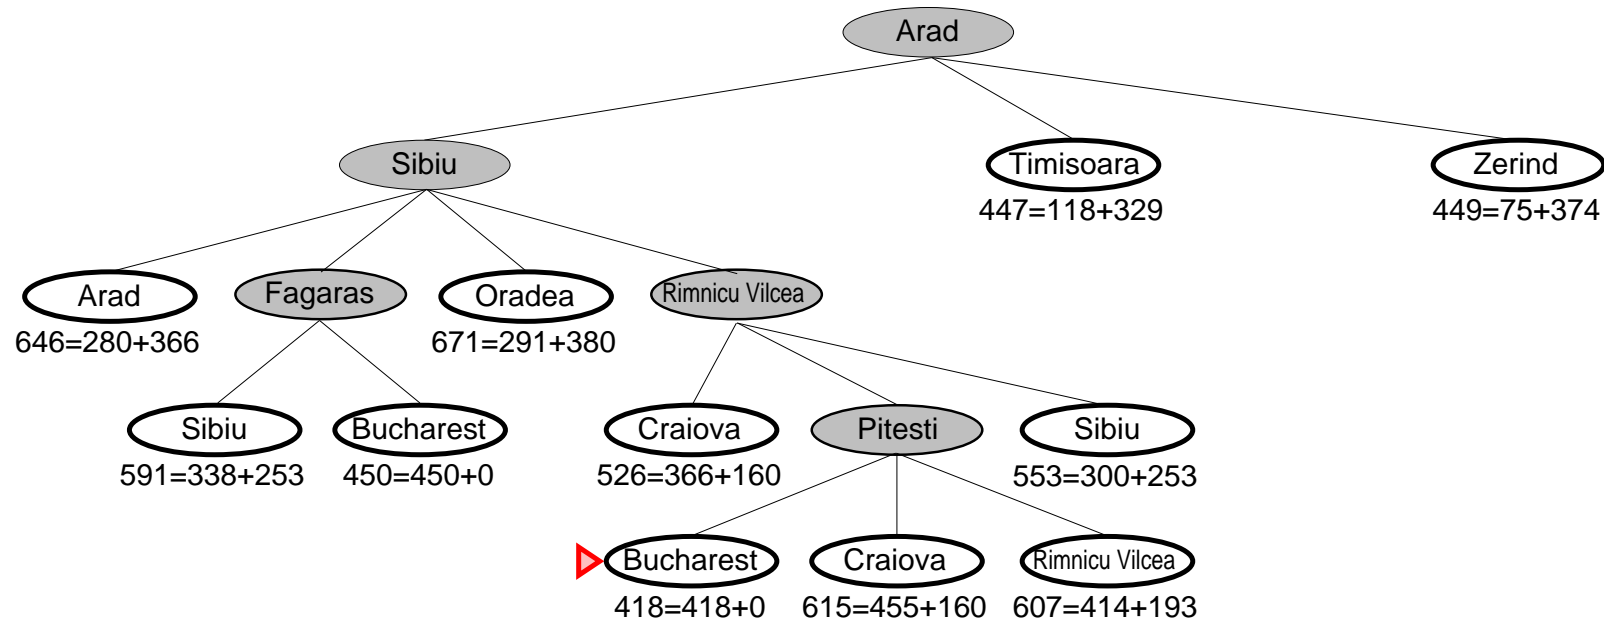 Arad
Sibiu
Timisoara
Zerind
447=118+329
449=75+374
Arad
Fagaras
Oradea
Rimnicu Vilcea
646=280+366
671=291+380
Sibiu
Bucharest
Craiova
Pitesti
Sibiu
591=338+253
450=450+0
526=366+160
553=300+253
Bucharest
Craiova
Rimnicu Vilcea
418=418+0
615=455+160
607=414+193